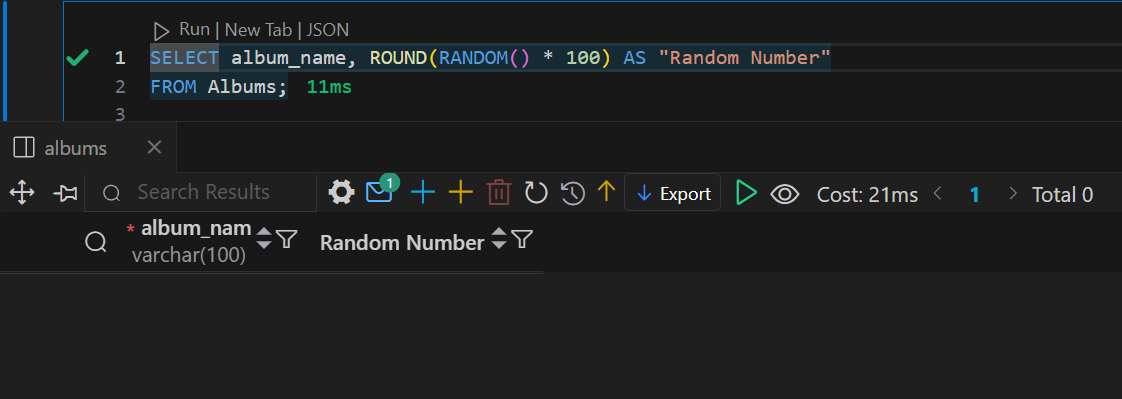 Run | New Tab | JSON
1 SELECT album_name, ROUND(RANDOM() * 100) AS "Random Number"
2 FROM Albums; 11ms
3
albums
Search Results 1 Export Cost: 21ms 1 Total 0
* album_nam Random Number
varchar(100)